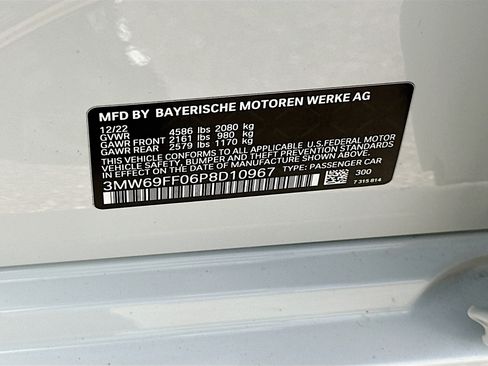 MFD BY BAYERISCHE MOTOREN WERKE AG
12/22 4586 lbs 2080 kg
GVWR
GAWR FRONT 2161 lbs 980 kg
GAWR REAR 2579 lbs 1170 kg
THIS VEHICLE CONFORMS TO ALL APPLICABLE U.S.FEDERAL MOTOR
VEHICLE SAFETY, BUMPER AND THEFT PREVENTION STANDARDS
IN EFFECT ON THE DATE OF MANUFACTURE SHOWN ABOVE.
3MW69FF06P8D10967 TYPE: PASSENGER CAR
300
7 315 814